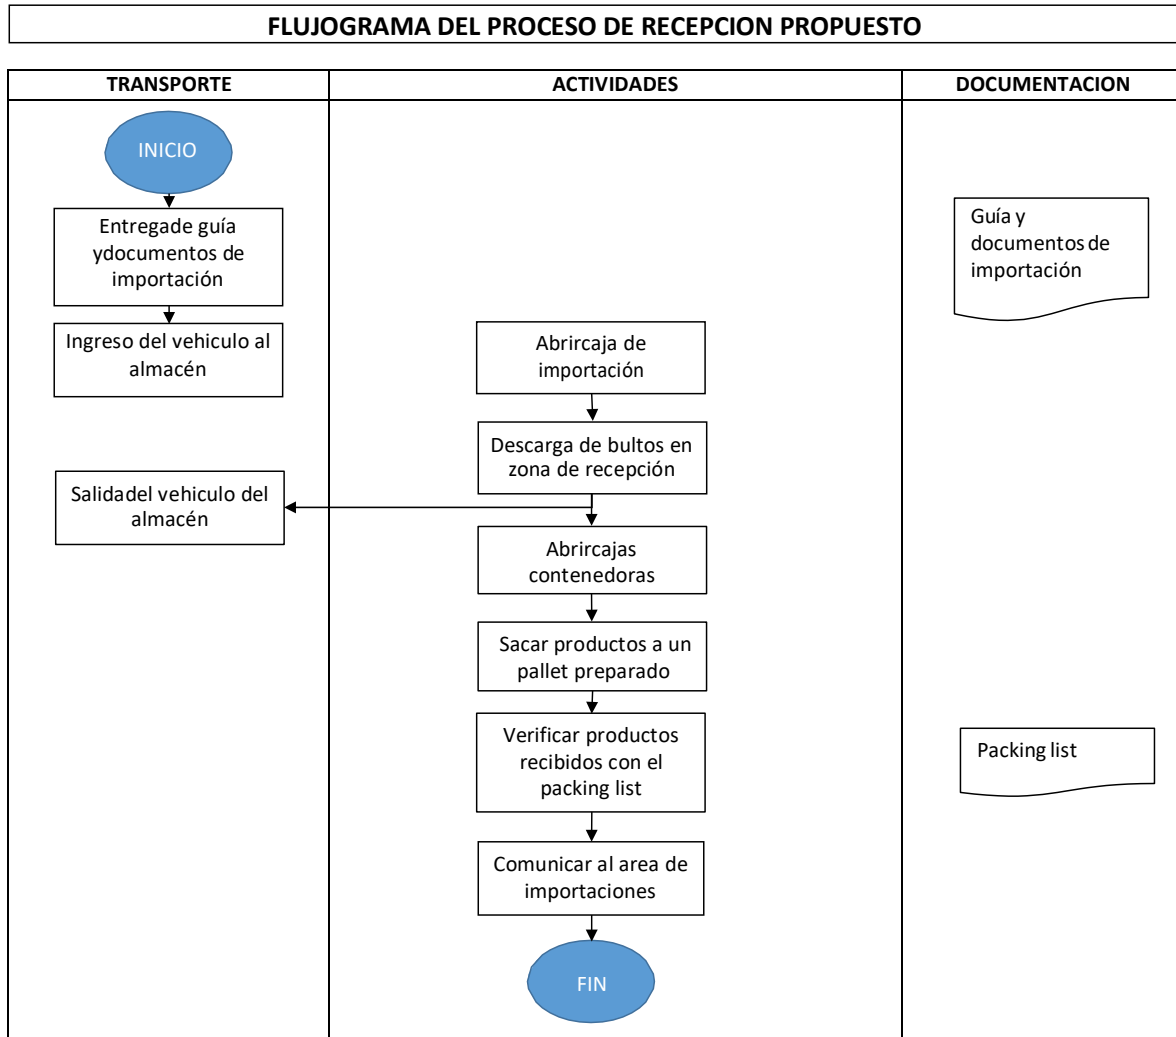 FLUJOGRAMA DEL PROCESO DE RECEPCION PROPUESTO
TRANSPORTE
ACTIVIDADES
DOCUMENTACION
INICIO
Entregade guía
ydocumentos de
importación
Guía y
documentos de
importación
Ingreso del vehiculo al
almacén
Abrircaja de
importación
Descarga de bultos en
zona de recepción
Salidadel vehiculo del
almacén
Abrircajas
contenedoras
Sacar productos a un
pallet preparado
Verificar productos
recibidos con el
packing list
Packing list
Comunicar al area de
importaciones
FIN